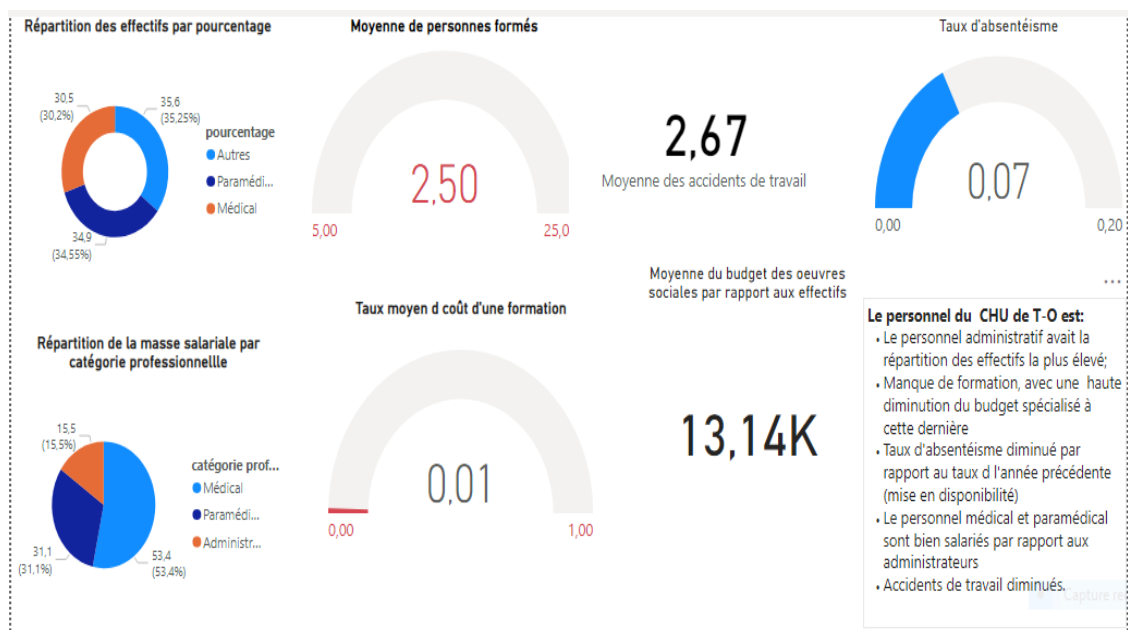 Répartition des effectifs par pourcentage
30,5
(30,2%)
35,6
(35,25%)
34,9
(34,55%)
pourcentage
Autres
Paramédi...
Médical
Moyenne de personnes formés
2,50
5,00
25,0
2,67
Moyenne des accidents de travail
Taux d'absentéisme
0,07
0,00
0,20
Répartition de la masse salariale par
catégorie professionnellle
15,5
(15,5%)
31,1
(31,1%)
53,4
(53,4%)
catégorie prof...
Médical
Paramédi...
Administr...
Taux moyen d coût d'une formation
0,01
0,00
1,00
Moyenne du budget des oeuvres
sociales par rapport aux effectifs
13,14K
...
Le personnel du CHU de T-O est:
• Le personnel administratif avait la
répartition des effectifs la plus élevé;
• Manque de formation, avec une haute
diminution du budget spécialisé à
cette dernière
• Taux d'absentéisme diminué par
rapport au taux d l'année précédente
(mise en disponibilité)
• Le personnel médical et paramédical
sont bien salariés par rapport aux
administrateurs
• Accidents de travail diminués.
Capture re